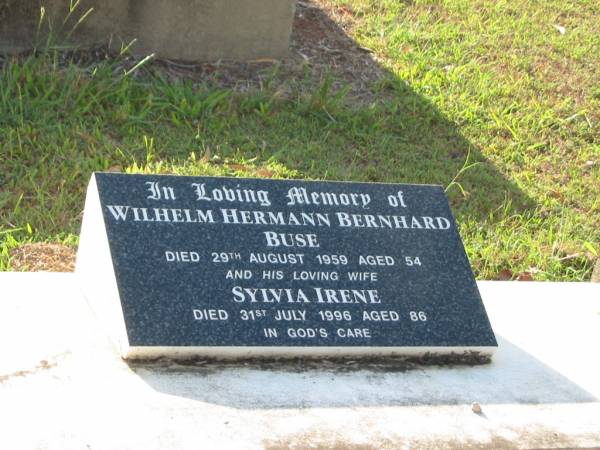 In Loving Memory of
WILHELM HERMANN BERNHARD
BUSE
DIED 29TH AUGUST 1959 AGED 54
AND HIS LOVING WIFE
SYLVIA IRENE
DIED 31ST JULY 1996 AGED 86
IN GOD'S CARE